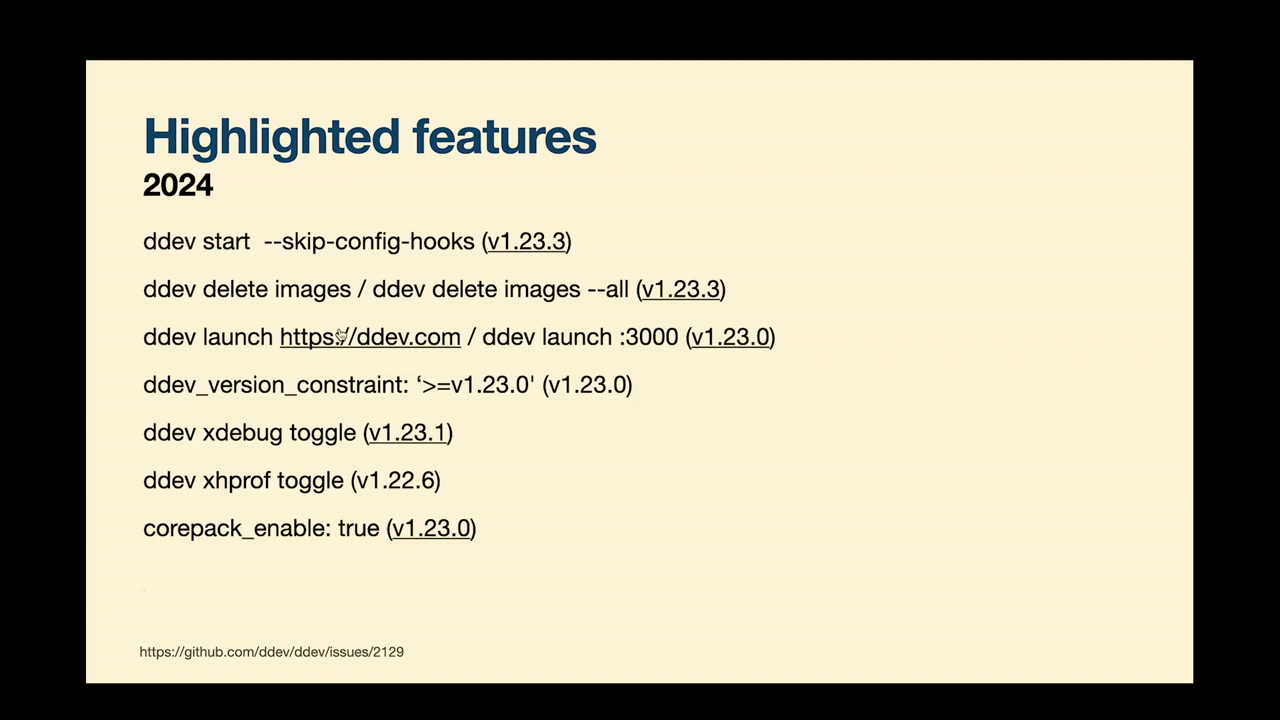 Highlighted features
2024
ddev start  --skip-config-hooks (v1.23.3)
ddev delete images / ddev delete images --all (v1.23.3)
ddev launch https://ddev.com / ddev launch :3000 (v1.23.0)
ddev_version_constraint: ‘>=v1.23.0' (v1.23.0)
ddev xdebug toggle (v1.23.1)
ddev xhprof toggle (v1.22.6)
corepack_enable: true (v1.23.0)
https://github.com/ddev/ddev/issues/2129